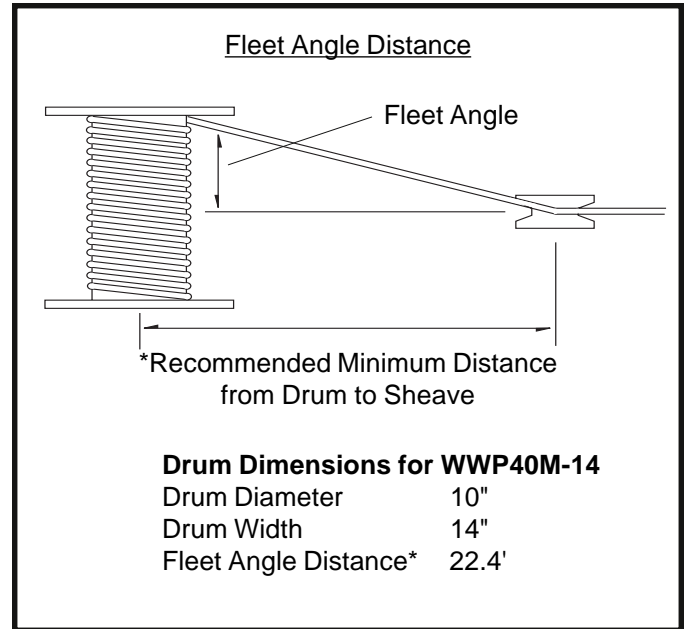 Fleet Angle Distance
Fleet Angle
*Recommended Minimum Distance
from Drum to Sheave
Drum Dimensions for WWP40M-14
Drum Diameter 10"
Drum Width 14"
Fleet Angle Distance* 22.4'